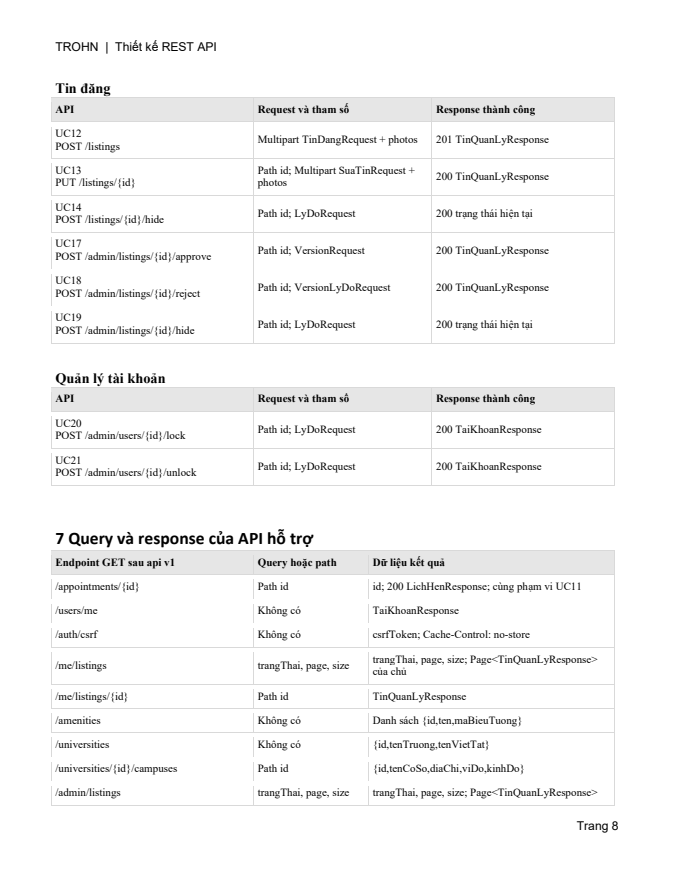 TROHN | Thiết kế REST API
Tin đăng
API Request và tham số Response thành công
UC12
POST /listings Multipart TinDangRequest + photos 201 TinQuanLyResponse
UC13
PUT /listings/{id} Path id; Multipart SuaTinRequest + photos 200 TinQuanLyResponse
UC14
POST /listings/{id}/hide Path id; LyDoRequest 200 trạng thái hiện tại
UC17
POST /admin/listings/{id}/approve Path id; VersionRequest 200 TinQuanLyResponse
UC18
POST /admin/listings/{id}/reject Path id; VersionLyDoRequest 200 TinQuanLyResponse
UC19
POST /admin/listings/{id}/hide Path id; LyDoRequest 200 trạng thái hiện tại
Quản lý tài khoản
API Request và tham số Response thành công
UC20
POST /admin/users/{id}/lock Path id; LyDoRequest 200 TaiKhoanResponse
UC21
POST /admin/users/{id}/unlock Path id; LyDoRequest 200 TaiKhoanResponse
7 Query và response của API hỗ trợ
Endpoint GET sau api v1 Query hoặc path Dữ liệu kết quả
/appointments/{id} Path id id; 200 LichHenResponse; cùng phạm vi UC11
/users/me Không có TaiKhoanResponse
/auth/csrf Không có csrfToken; Cache-Control: no-store
/me/listings trangThai, page, size trangThai, page, size; Page<TinQuanLyResponse>
của chủ
/me/listings/{id} Path id TinQuanLyResponse
/amenities Không có Danh sách {id,ten,maBieuTuong}
/universities Không có {id,tenTruong,tenVietTat}
/universities/{id}/campuses Path id {id,tenCoSo,diaChi,viDo,kinhDo}
/admin/listings trangThai, page, size trangThai, page, size; Page<TinQuanLyResponse>
Trang 8